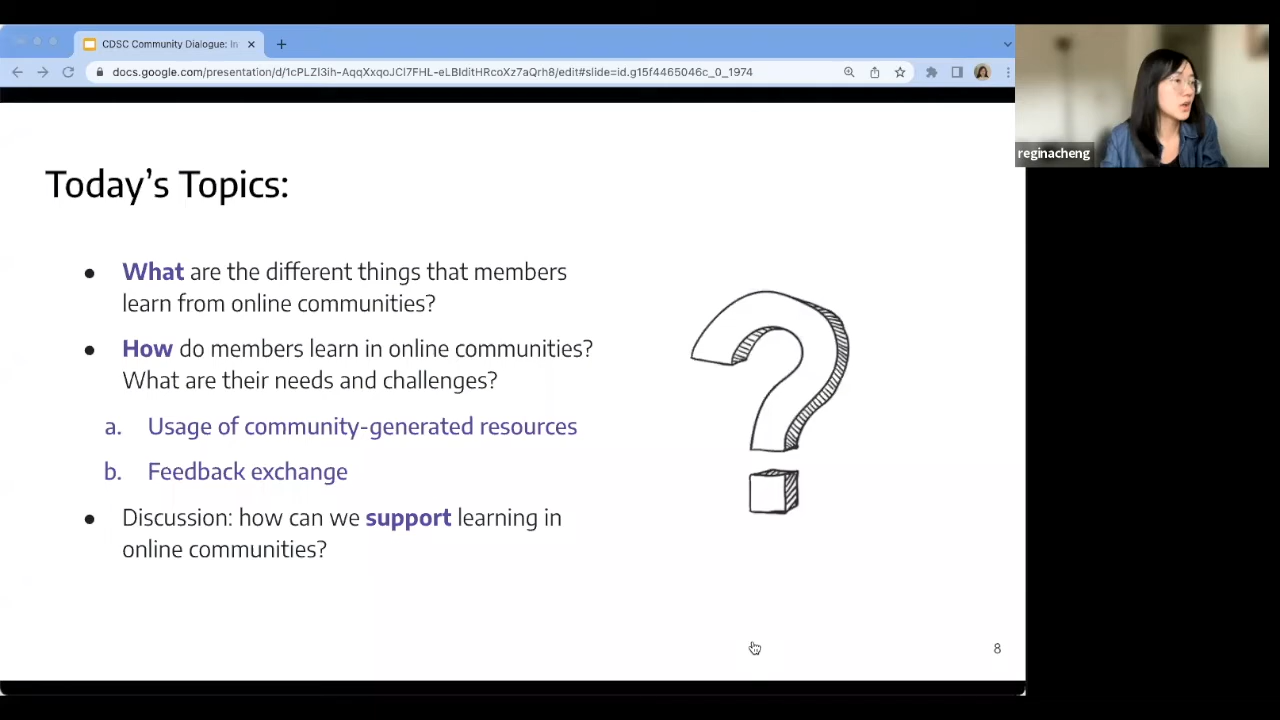 CDSC Community Dialogue: In
docs.google.com/presentation/d/1cPLZl3ih-AqqXxqoJCl7FHL-eLBIditHRcoXz7aQrh8/edit#slide=id.g15f4465046c_0_1974
reginacheng
Today's Topics:
● What are the different things that members
learn from online communities?
● How do members learn in online communities?
What are their needs and challenges?
a. Usage of community-generated resources
b. Feedback exchange
● Discussion: how can we support learning in
online communities?
8